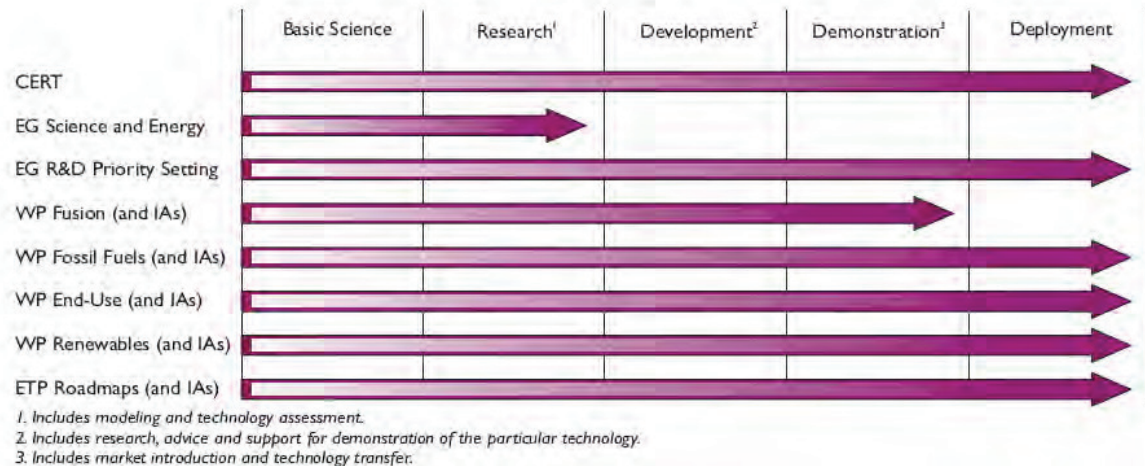 Basic Science Research¹ Development² Demonstration³ Deployment
CERT
EG Science and Energy
EG R&D Priority Setting
WP Fusion (and IAs)
WP Fossil Fuels (and IAs)
WP End-Use (and IAs)
WP Renewables (and IAs)
ETP Roadmaps (and IAs)
1. Includes modeling and technology assessment.
2. Includes research, advice and support for demonstration of the particular technology.
3. Includes market introduction and technology transfer.